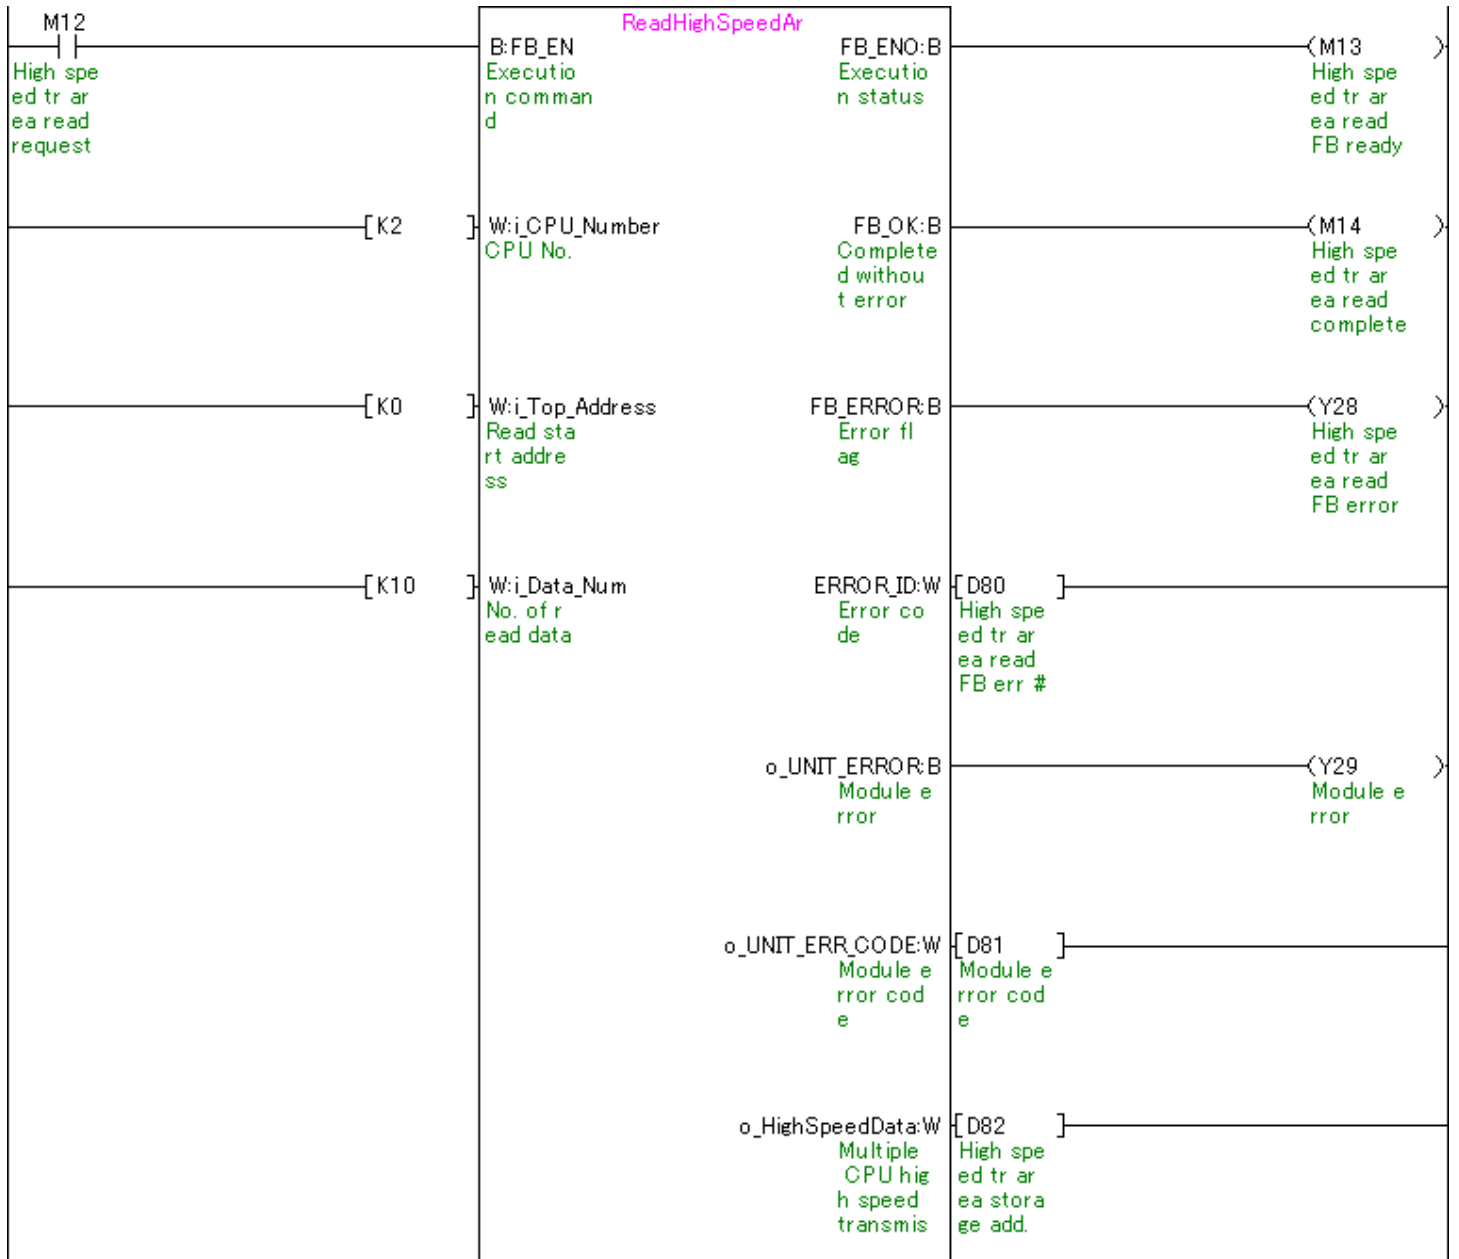 M12
ReadHighSpeedAr
B:FB_EN
FB_ENO:B
(M13 )
High spe
ed tr ar
ea read
request
Executio
n comman
d
Executio
n status
High spe
ed tr ar
ea read
FB ready
[K2 ]
W:i_CPU_Number
FB_OK:B
(M14 )
CPU No.
Complete
d withou
t error
High spe
ed tr ar
ea read
complete
[K0 ]
W:i_Top_Address
FB_ERROR:B
(Y28 )
Read sta
rt addre
ss
Error fl
ag
High spe
ed tr ar
ea read
FB error
[K10 ]
W:i_Data_Num
ERROR_ID:W
[D80 ]
No. of r
ead data
Error co
de
High spe
ed tr ar
ea read
FB err #
o_UNIT_ERROR:B
(Y29 )
Module e
rror
Module e
rror
o_UNIT_ERR_CODE:W
[D81 ]
Module e
rror cod
e
Module e
rror cod
e
o_HighSpeedData:W
[D82 ]
Multiple
CPU hig
h speed
transmis
High spe
ed tr ar
ea stora
ge add.